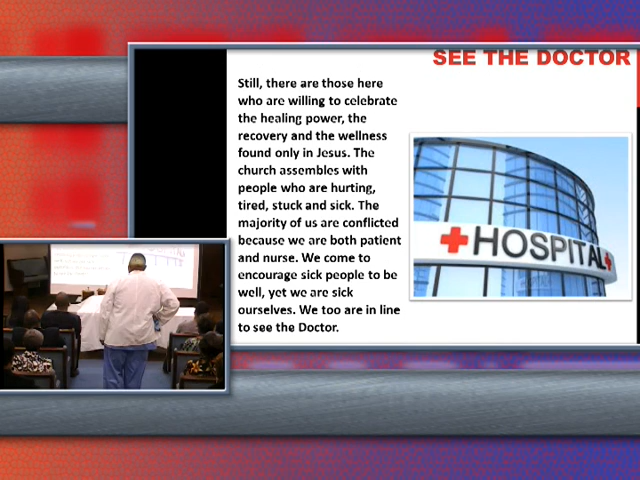 SEE THE DOCTOR
Still, there are those here
who are willing to celebrate
the healing power, the
recovery and the wellness
found only in Jesus. The
church assembles with
people who are hurting,
tired, stuck and sick. The
majority of us are conflicted
because we are both patient
and nurse. We come to
encourage sick people to be
well, yet we are sick
ourselves. We too are in line
to see the Doctor.
HOSPITAL